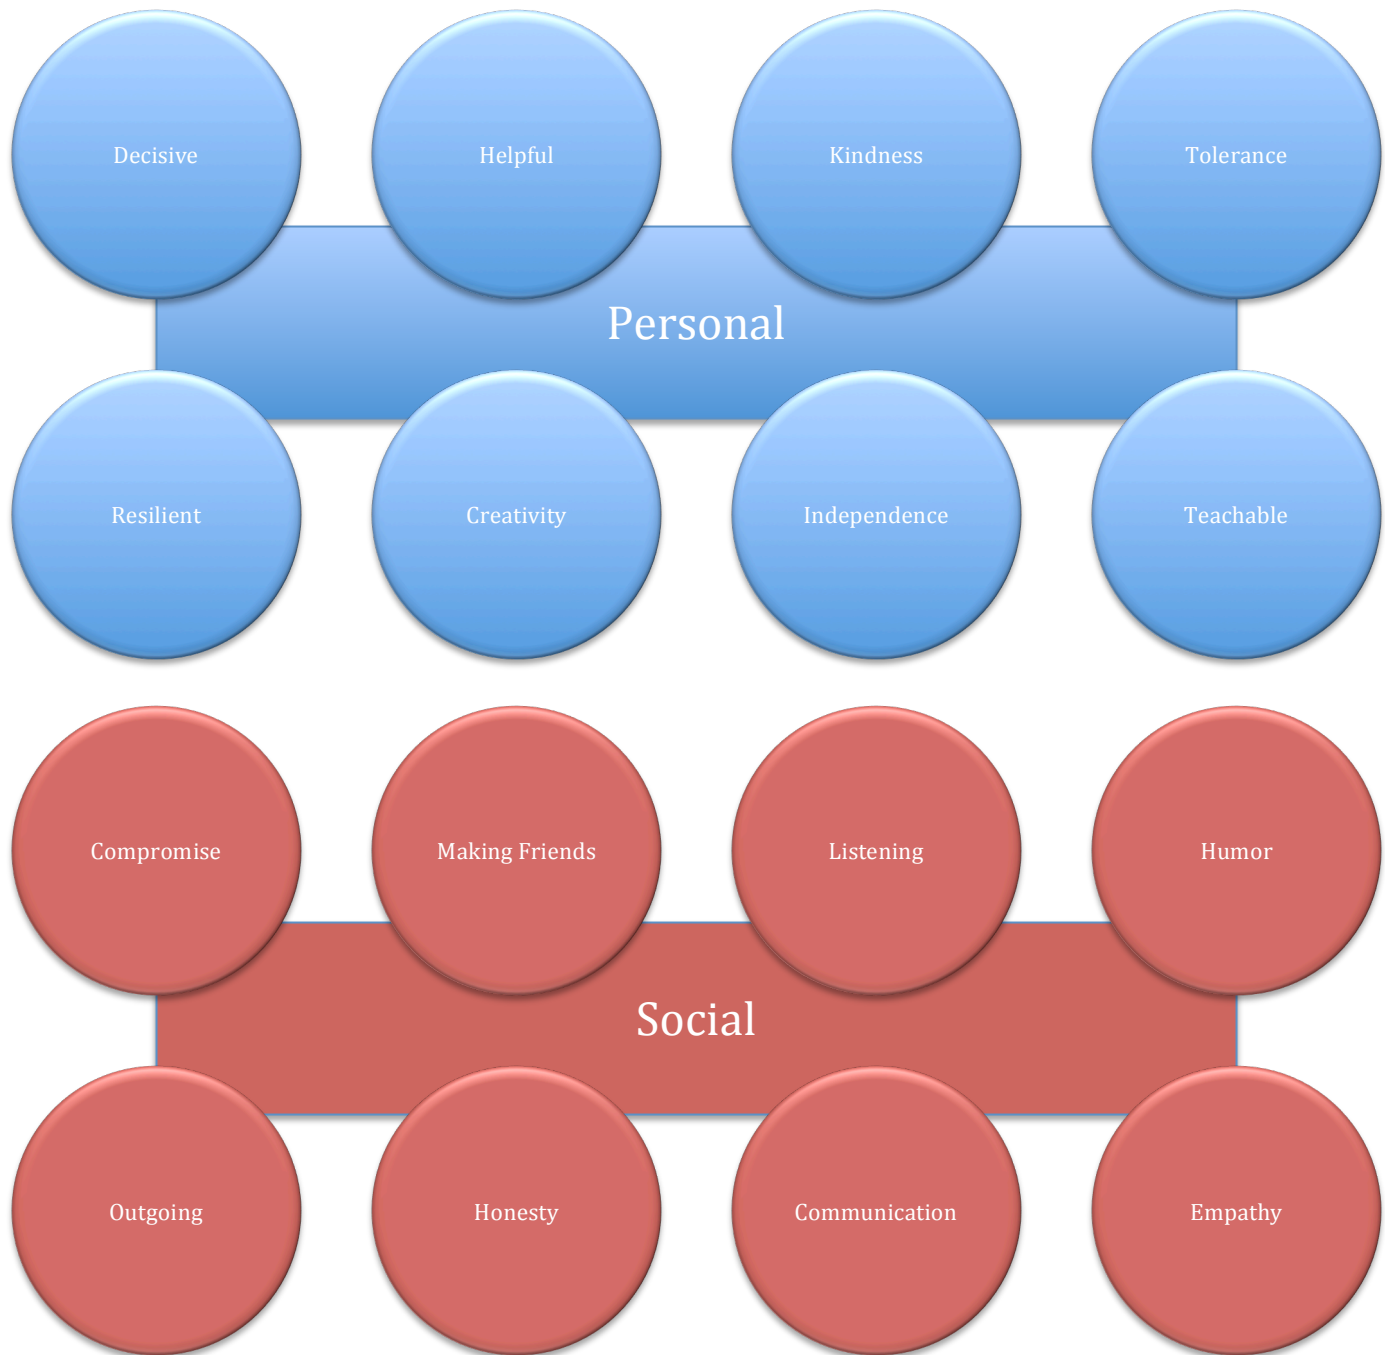 Decisive
Helpful
Kindness
Tolerance
Personal
Resilient
Creativity
Independence
Teachable
Compromise
Making Friends
Listening
Humor
Social
Outgoing
Honesty
Communication
Empathy